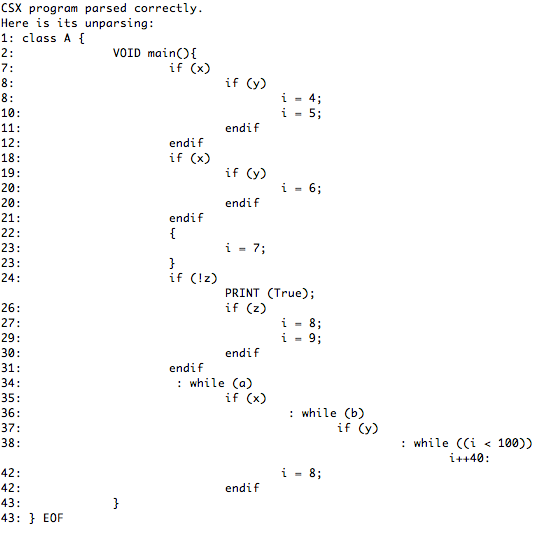 CSX program parsed correctly.
Here is its unparsing:
1: class A {
2: VOID main(){
7: if (x)
8: if (y)
8: i = 4;
10: i = 5;
11: endif
12: endif
18: if (x)
19: if (y)
20: i = 6;
20: endif
21: endif
22: {
23: i = 7;
23: }
24: if (!z)
PRINT (True);
26: if (z)
27: i = 8;
29: i = 9;
30: endif
31: endif
34: : while (a)
35: if (x)
36: : while (b)
37: if (y)
38: : while ((i < 100))
i++40:
42: i = 8;
42: endif
43: }
43: } EOF